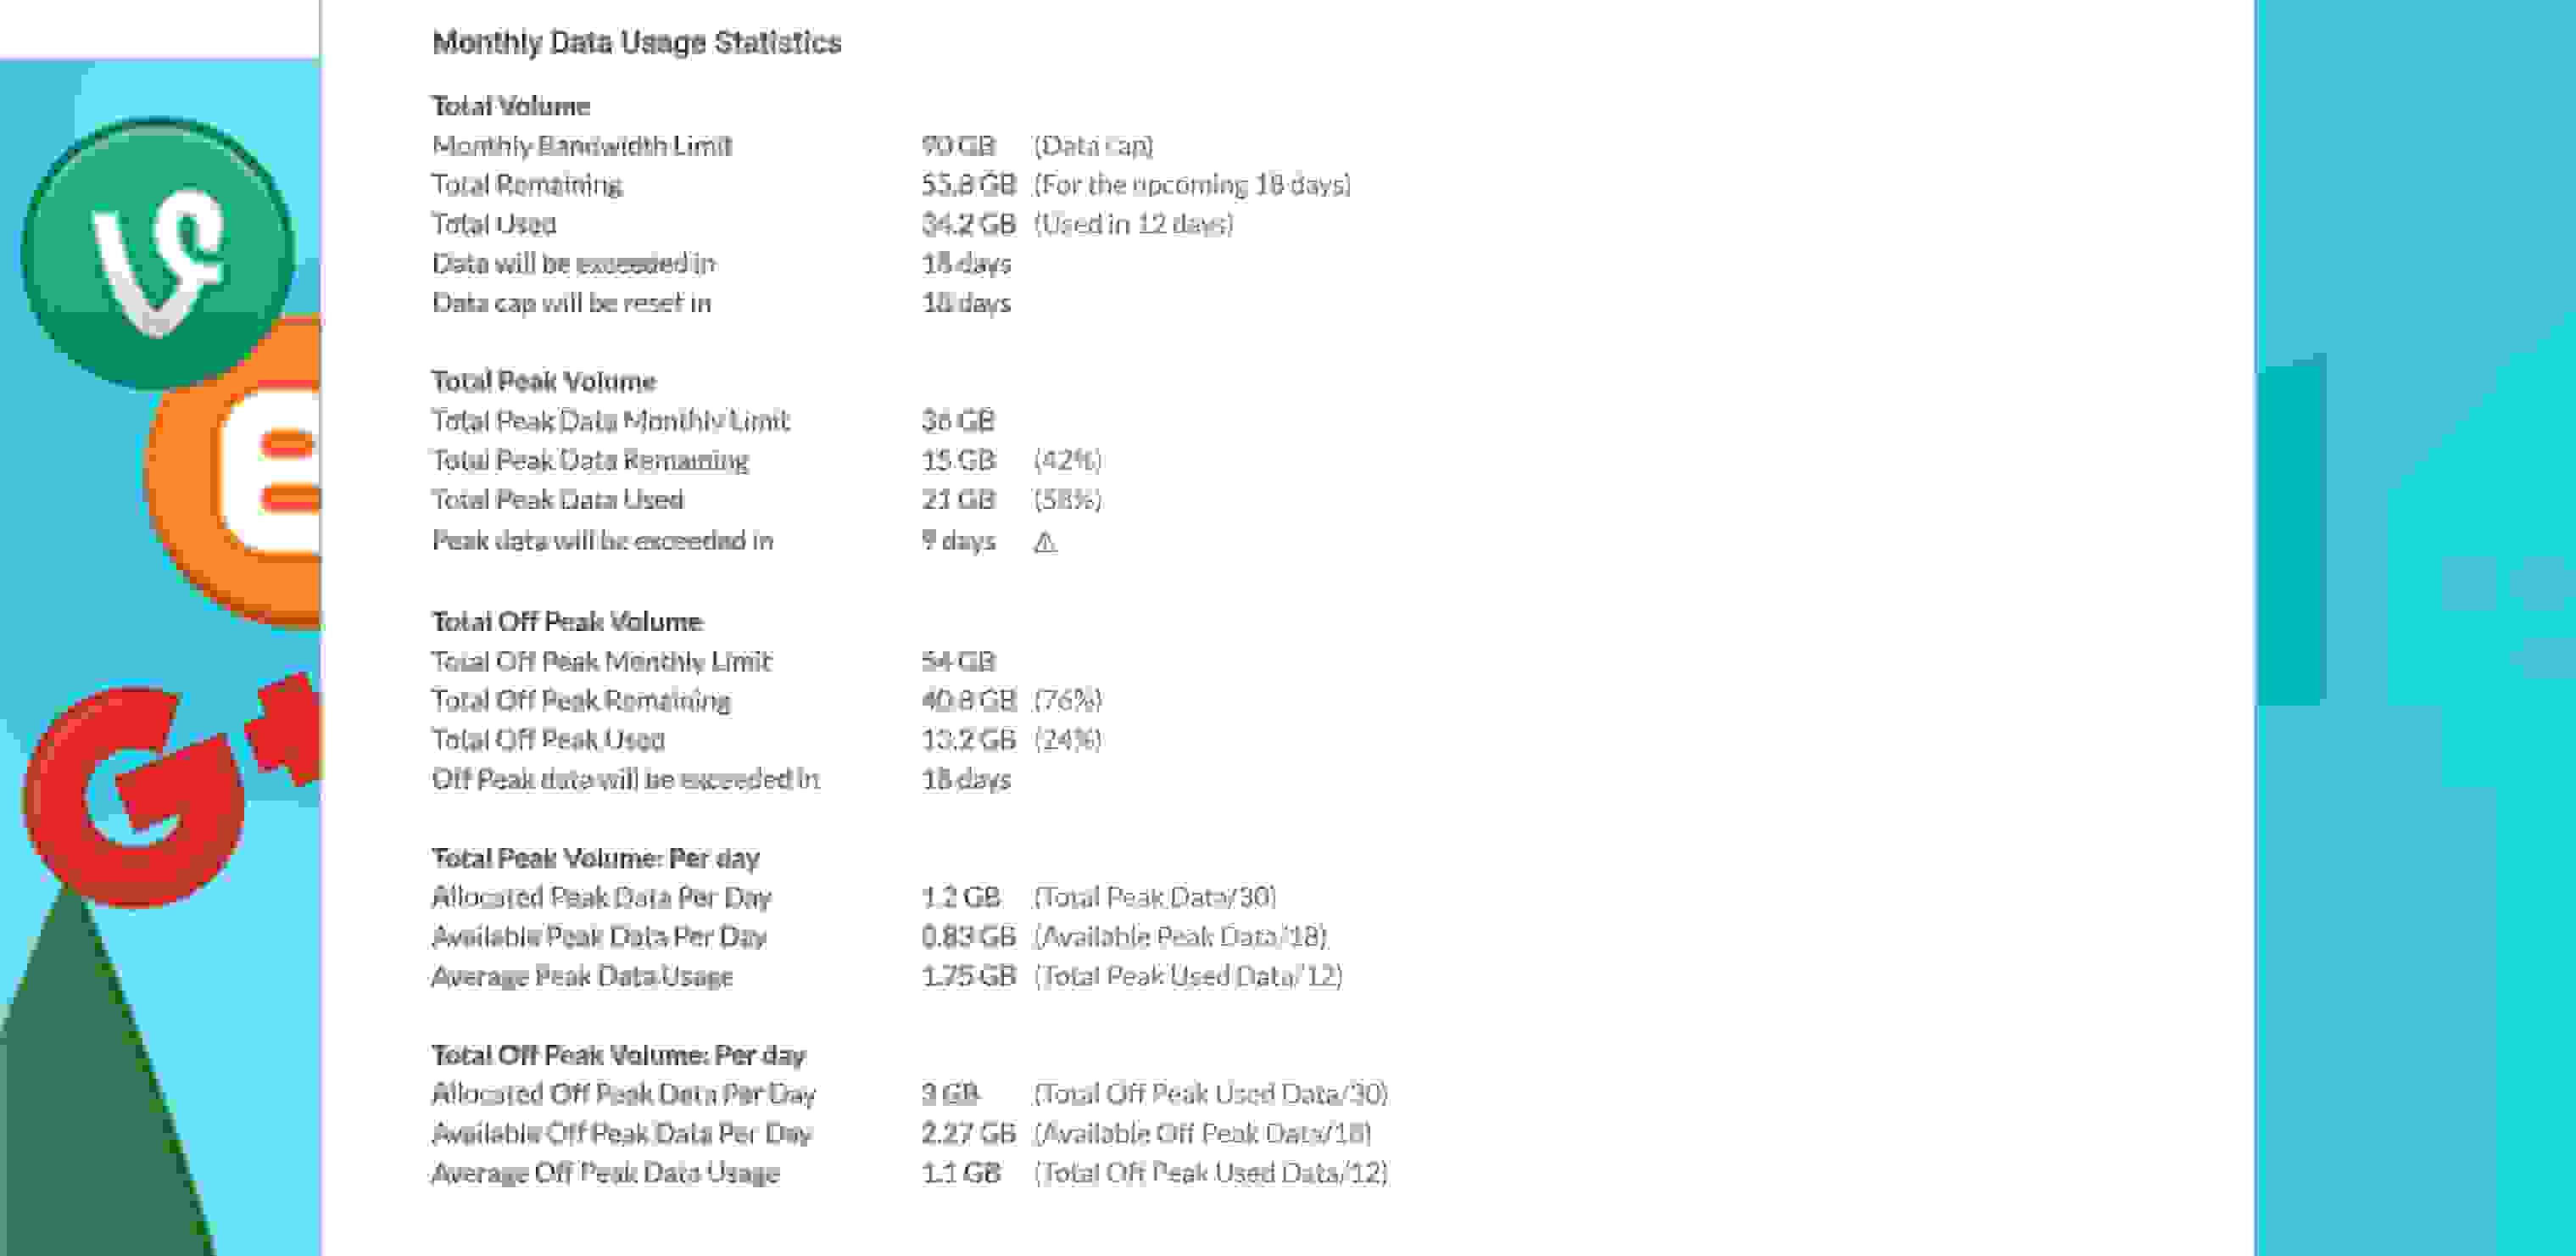 Monthly Data Usage Statistics
Total Volume
Monthly Bandwidth Limit 90 GB (Data cap)
Total Remaining 55.8 GB (For the upcoming 18 days)
Total Used 34.2 GB (Used in 12 days)
Data will be exceeded in 18 days
Data cap will be reset in 18 days
Total Peak Volume
Total Peak Data Monthly Limit 36 GB
Total Peak Data Remaining 15 GB (42%)
Total Peak Data Used 21 GB (58%)
Peak data will be exceeded in 9 days
Total Off Peak Volume
Total Off Peak Monthly Limit 54 GB
Total Off Peak Remaining 40.8 GB (76%)
Total Off Peak Used 13.2 GB (24%)
Off Peak data will be exceeded in 18 days
Total Peak Volume: Per day
Allocated Peak Data Per Day 1.2 GB (Total Peak Data/30)
Available Peak Data Per Day 0.83 GB (Available Peak Data/18)
Average Peak Data Usage 1.75 GB (Total Peak Used Data/12)
Total Off Peak Volume: Per day
Allocated Off Peak Data Per Day 3 GB (Total Off Peak Used Data/30)
Available Off Peak Data Per Day 2.27 GB (Available Off Peak Data/18)
Average Off Peak Data Usage 1.1 GB (Total Off Peak Used Data/12)
G+